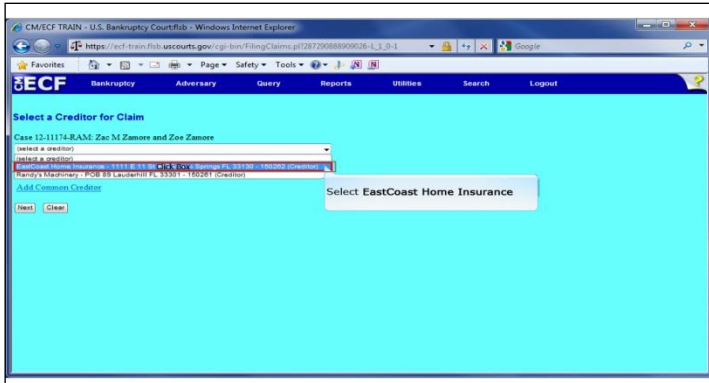 CM/ECF TRAIN - U.S. Bankruptcy Court:flsb - Windows Internet Explorer
https://ecf-train.flsb.uscourts.gov/cgi-bin/FilingClaims.pl?287290888909026-L_1_0-1
Google
Favorites Page Safety Tools
ECF Bankruptcy Adversary Query Reports Utilities Search Logout
Select a Creditor for Claim
Case 12-11174-RAM: Zac M Zamore and Zoe Zamore
(select a creditor)
(select a creditor)
EastCoast Home Insurance - 1111 E 11 St Click Box Springs FL 33130 - 150262 (Creditor)
Randy's Machinery - POB 89 Lauderhill FL 33301 - 150261 (Creditor)
Add Common Creditor
Select EastCoast Home Insurance
Next Clear